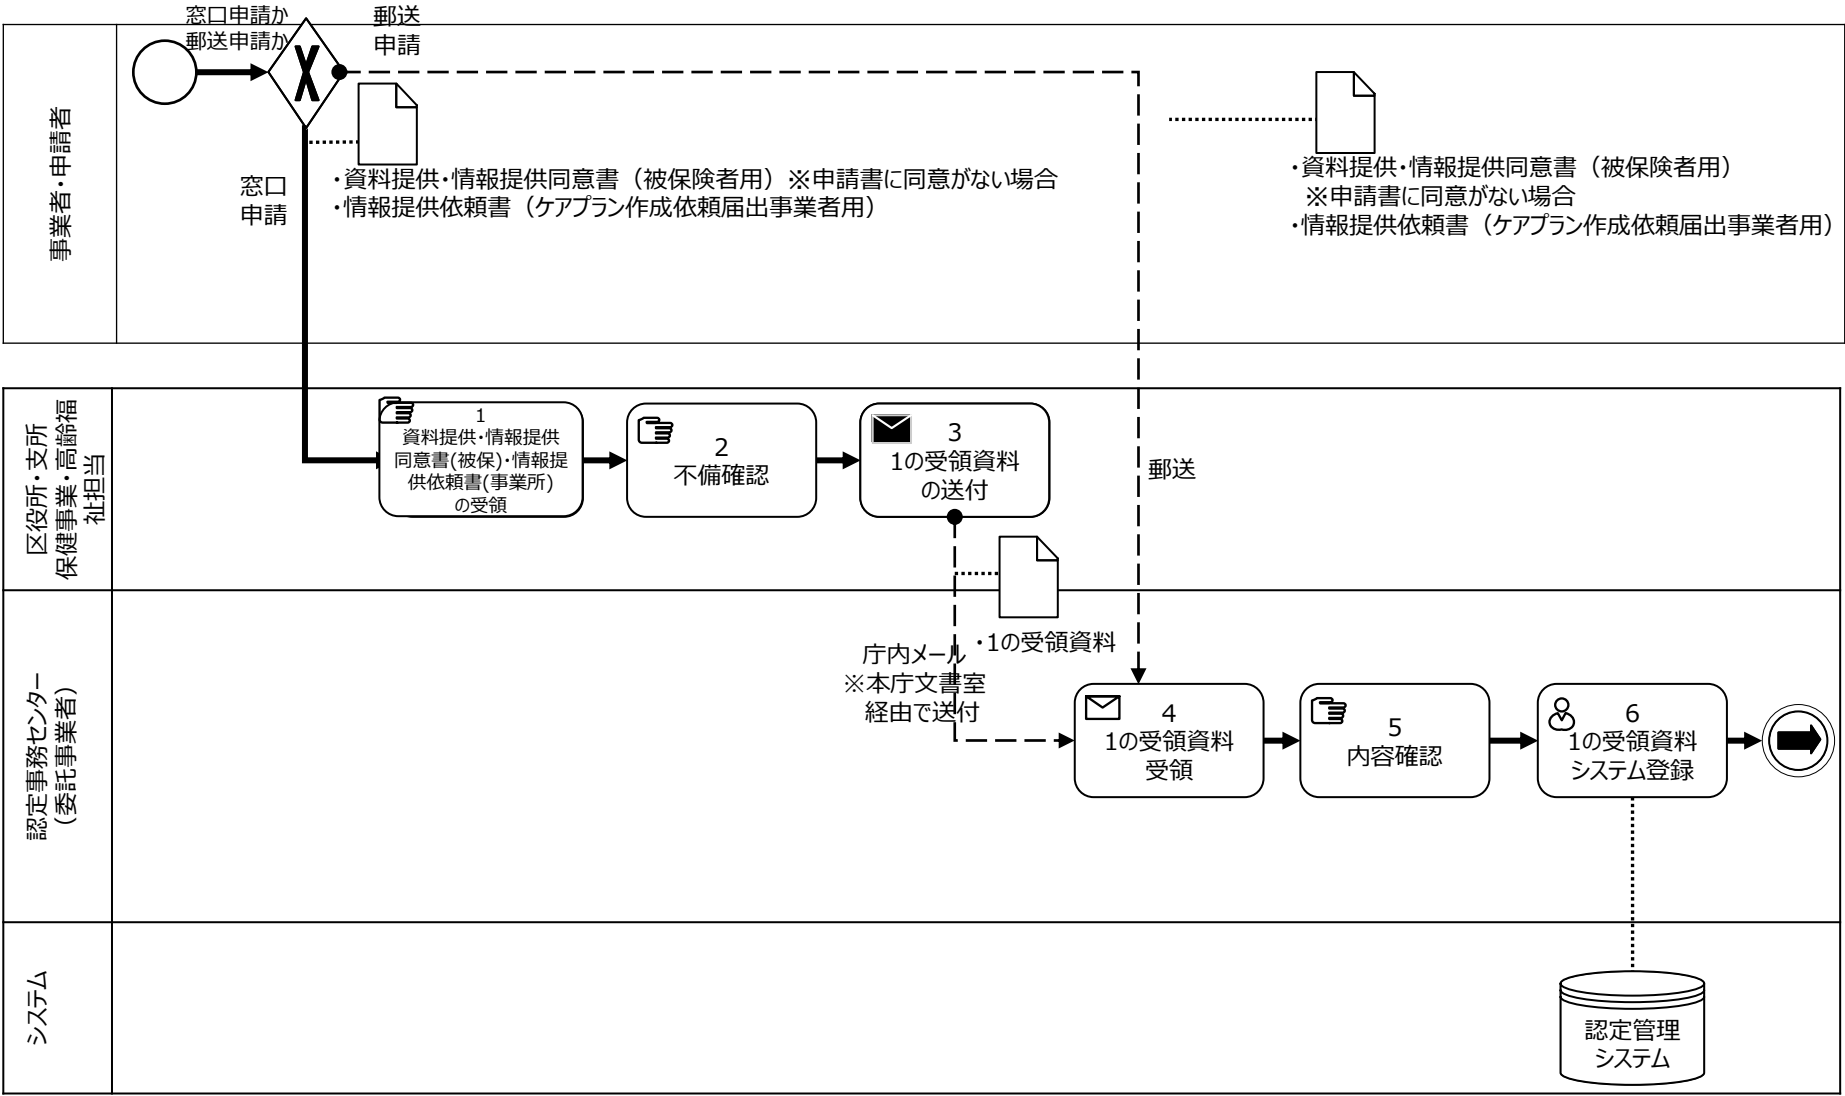 窓口申請か
郵送申請か
郵送
申請
事業者・申請者
窓口
申請
・資料提供・情報提供同意書（被保険者用）※申請書に同意がない場合
・情報提供依頼書（ケアプラン作成依頼届出事業者用）
・資料提供・情報提供同意書（被保険者用）
※申請書に同意がない場合
・情報提供依頼書（ケアプラン作成依頼届出事業者用）
区役所・支所
保健事業・高齢福
祉担当
1
資料提供・情報提供
同意書(被保)・情報提
供依頼書(事業所)
の受領
2
不備確認
3
1の受領資料
の送付
郵送
・1の受領資料
庁内メール
※本庁文書室
経由で送付
認定事務センター
（委託事業者）
4
1の受領資料
受領
5
内容確認
6
1の受領資料
システム登録
システム
認定管理
システム